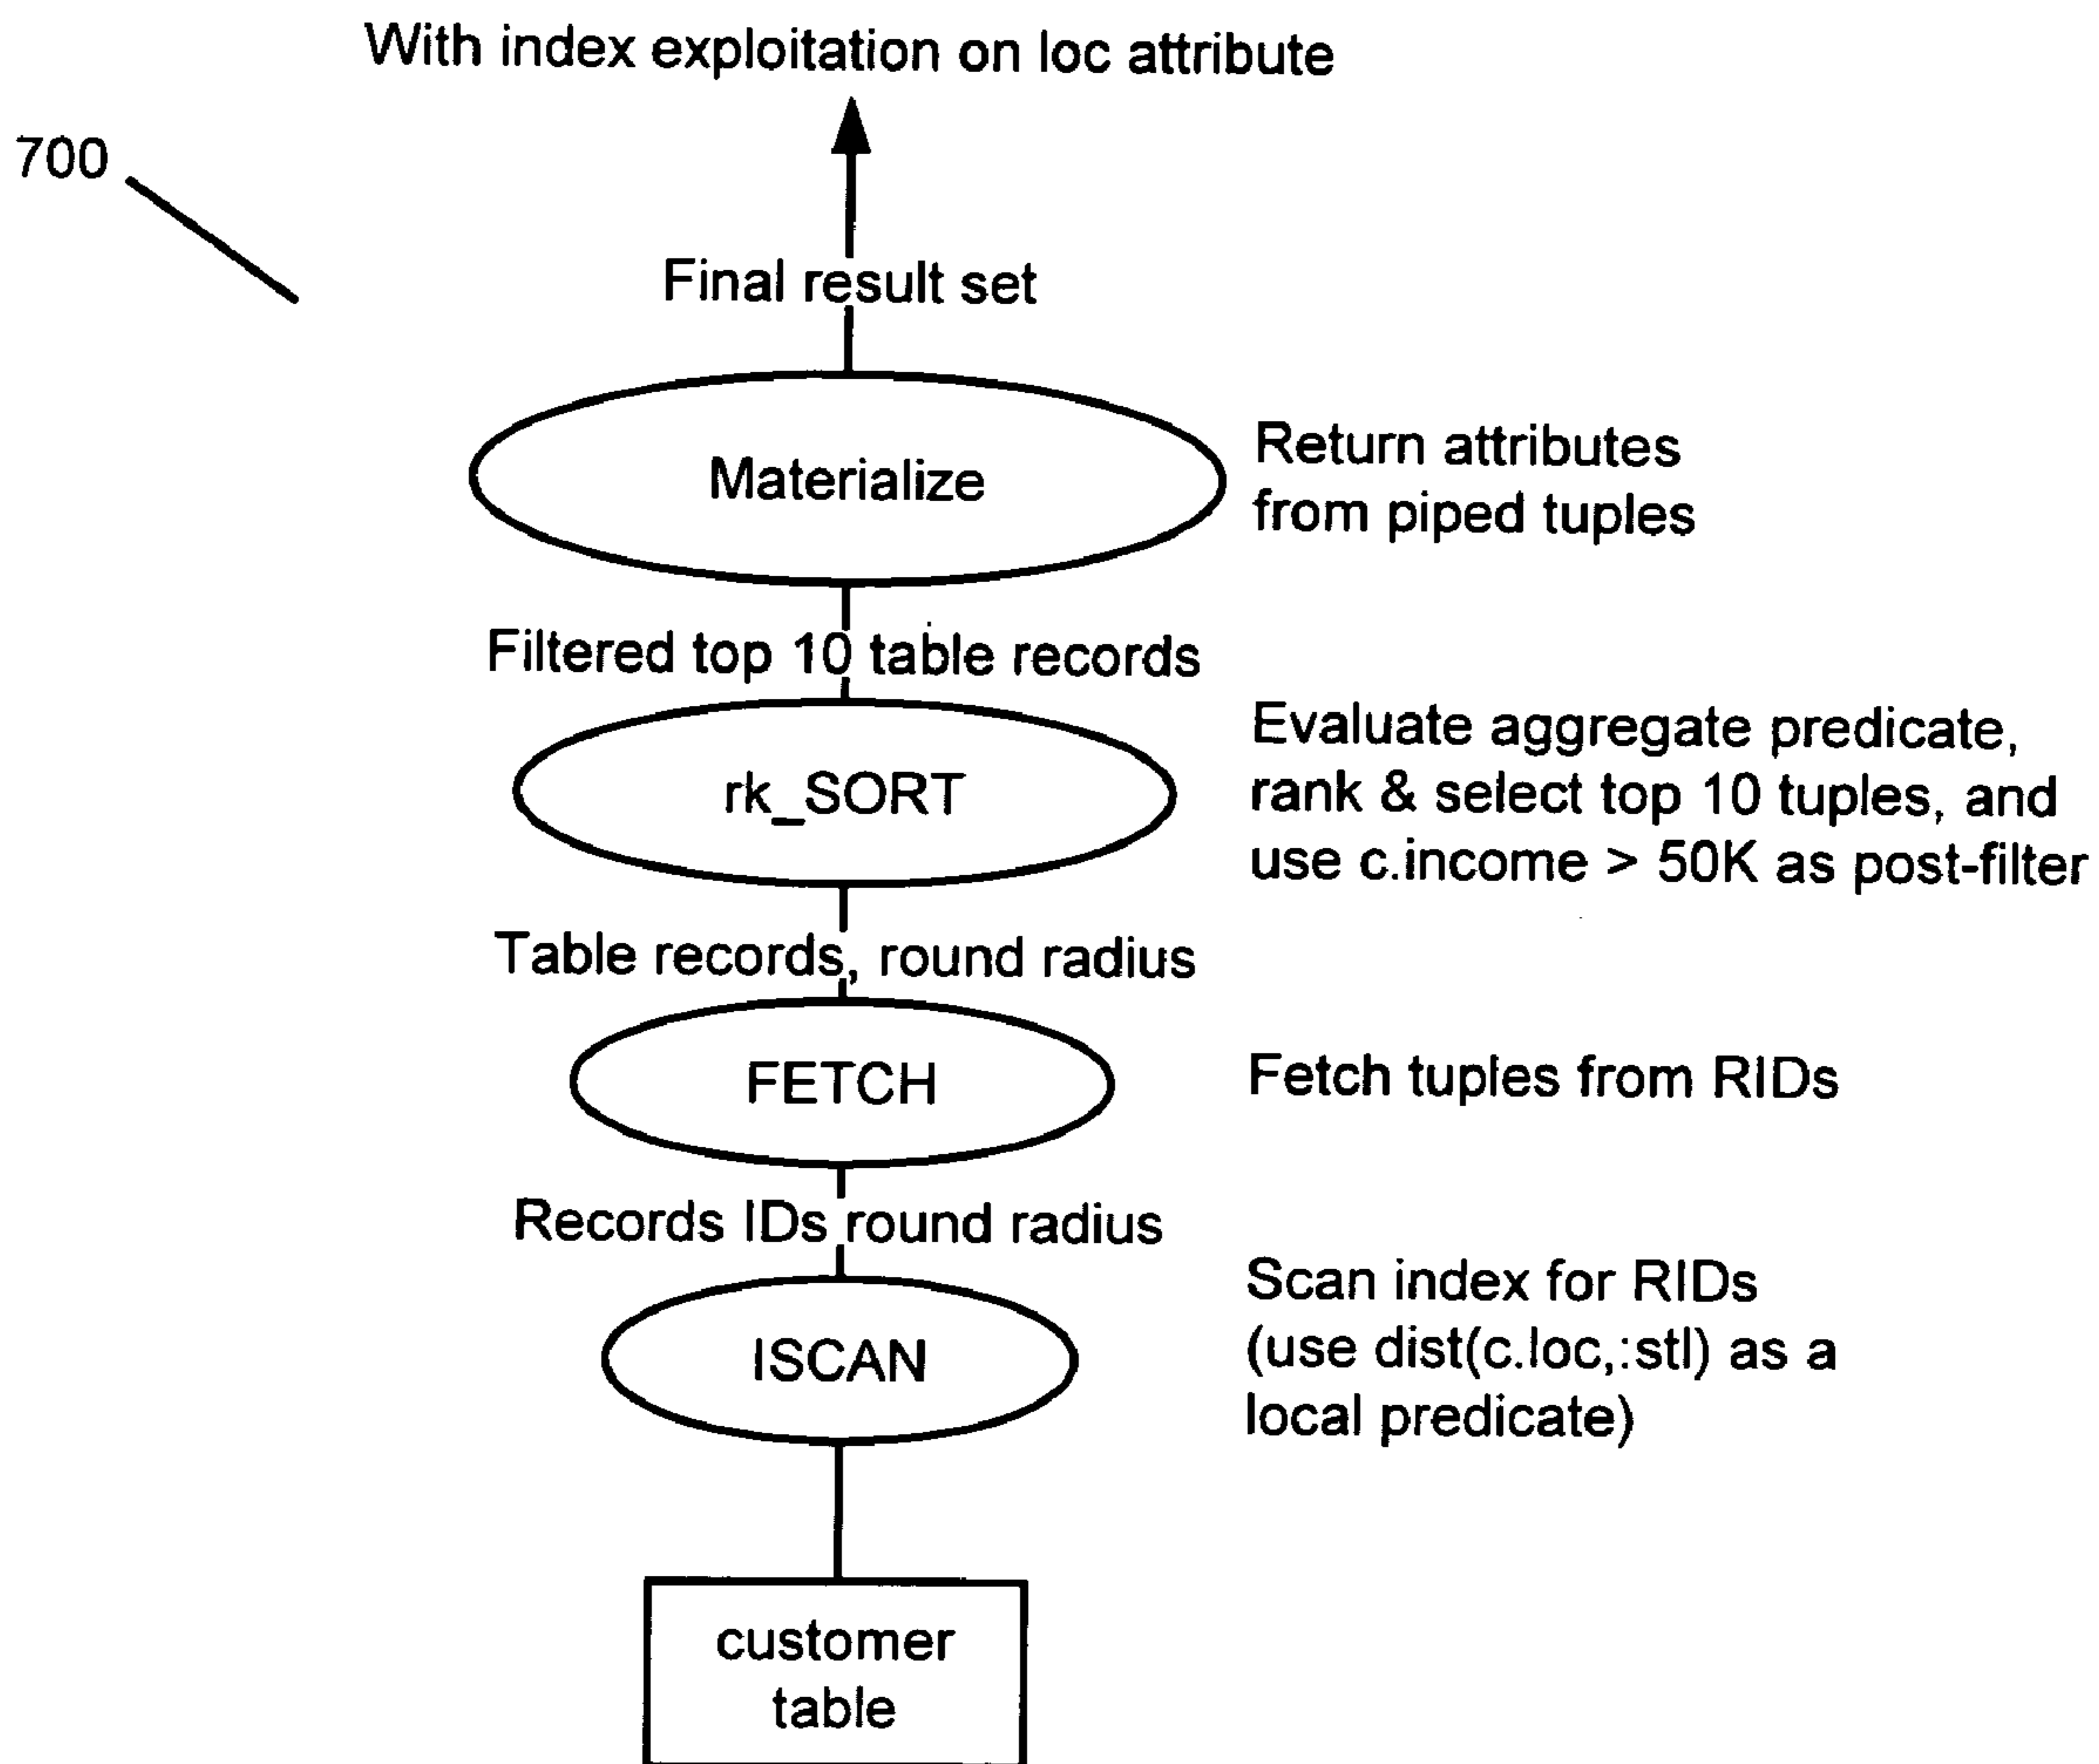 With index exploitation on loc attribute
700
Final result set
Materialize
Return attributes
from piped tuples
Filtered top 10 table records
rk_SORT
Evaluate aggregate predicate,
rank & select top 10 tuples, and
use c.income > 50K as post-filter
Table records, round radius
FETCH
Fetch tuples from RIDs
Records IDs round radius
ISCAN
Scan index for RIDs
(use dist(c.loc,:stl) as a
local predicate)
customer
table